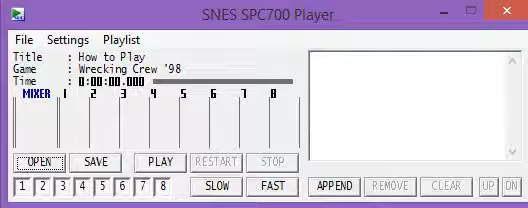 SNES SPC700 Player
File Settings Playlist
Title : How to Play
Game : Wrecking Crew '98
Time : 0:00:00.000
MIXER 1 2 3 4 5 6 7 8
OPEN SAVE PLAY RESTART STOP
1 2 3 4 5 6 7 8 SLOW FAST APPEND REMOVE CLEAR UP DN